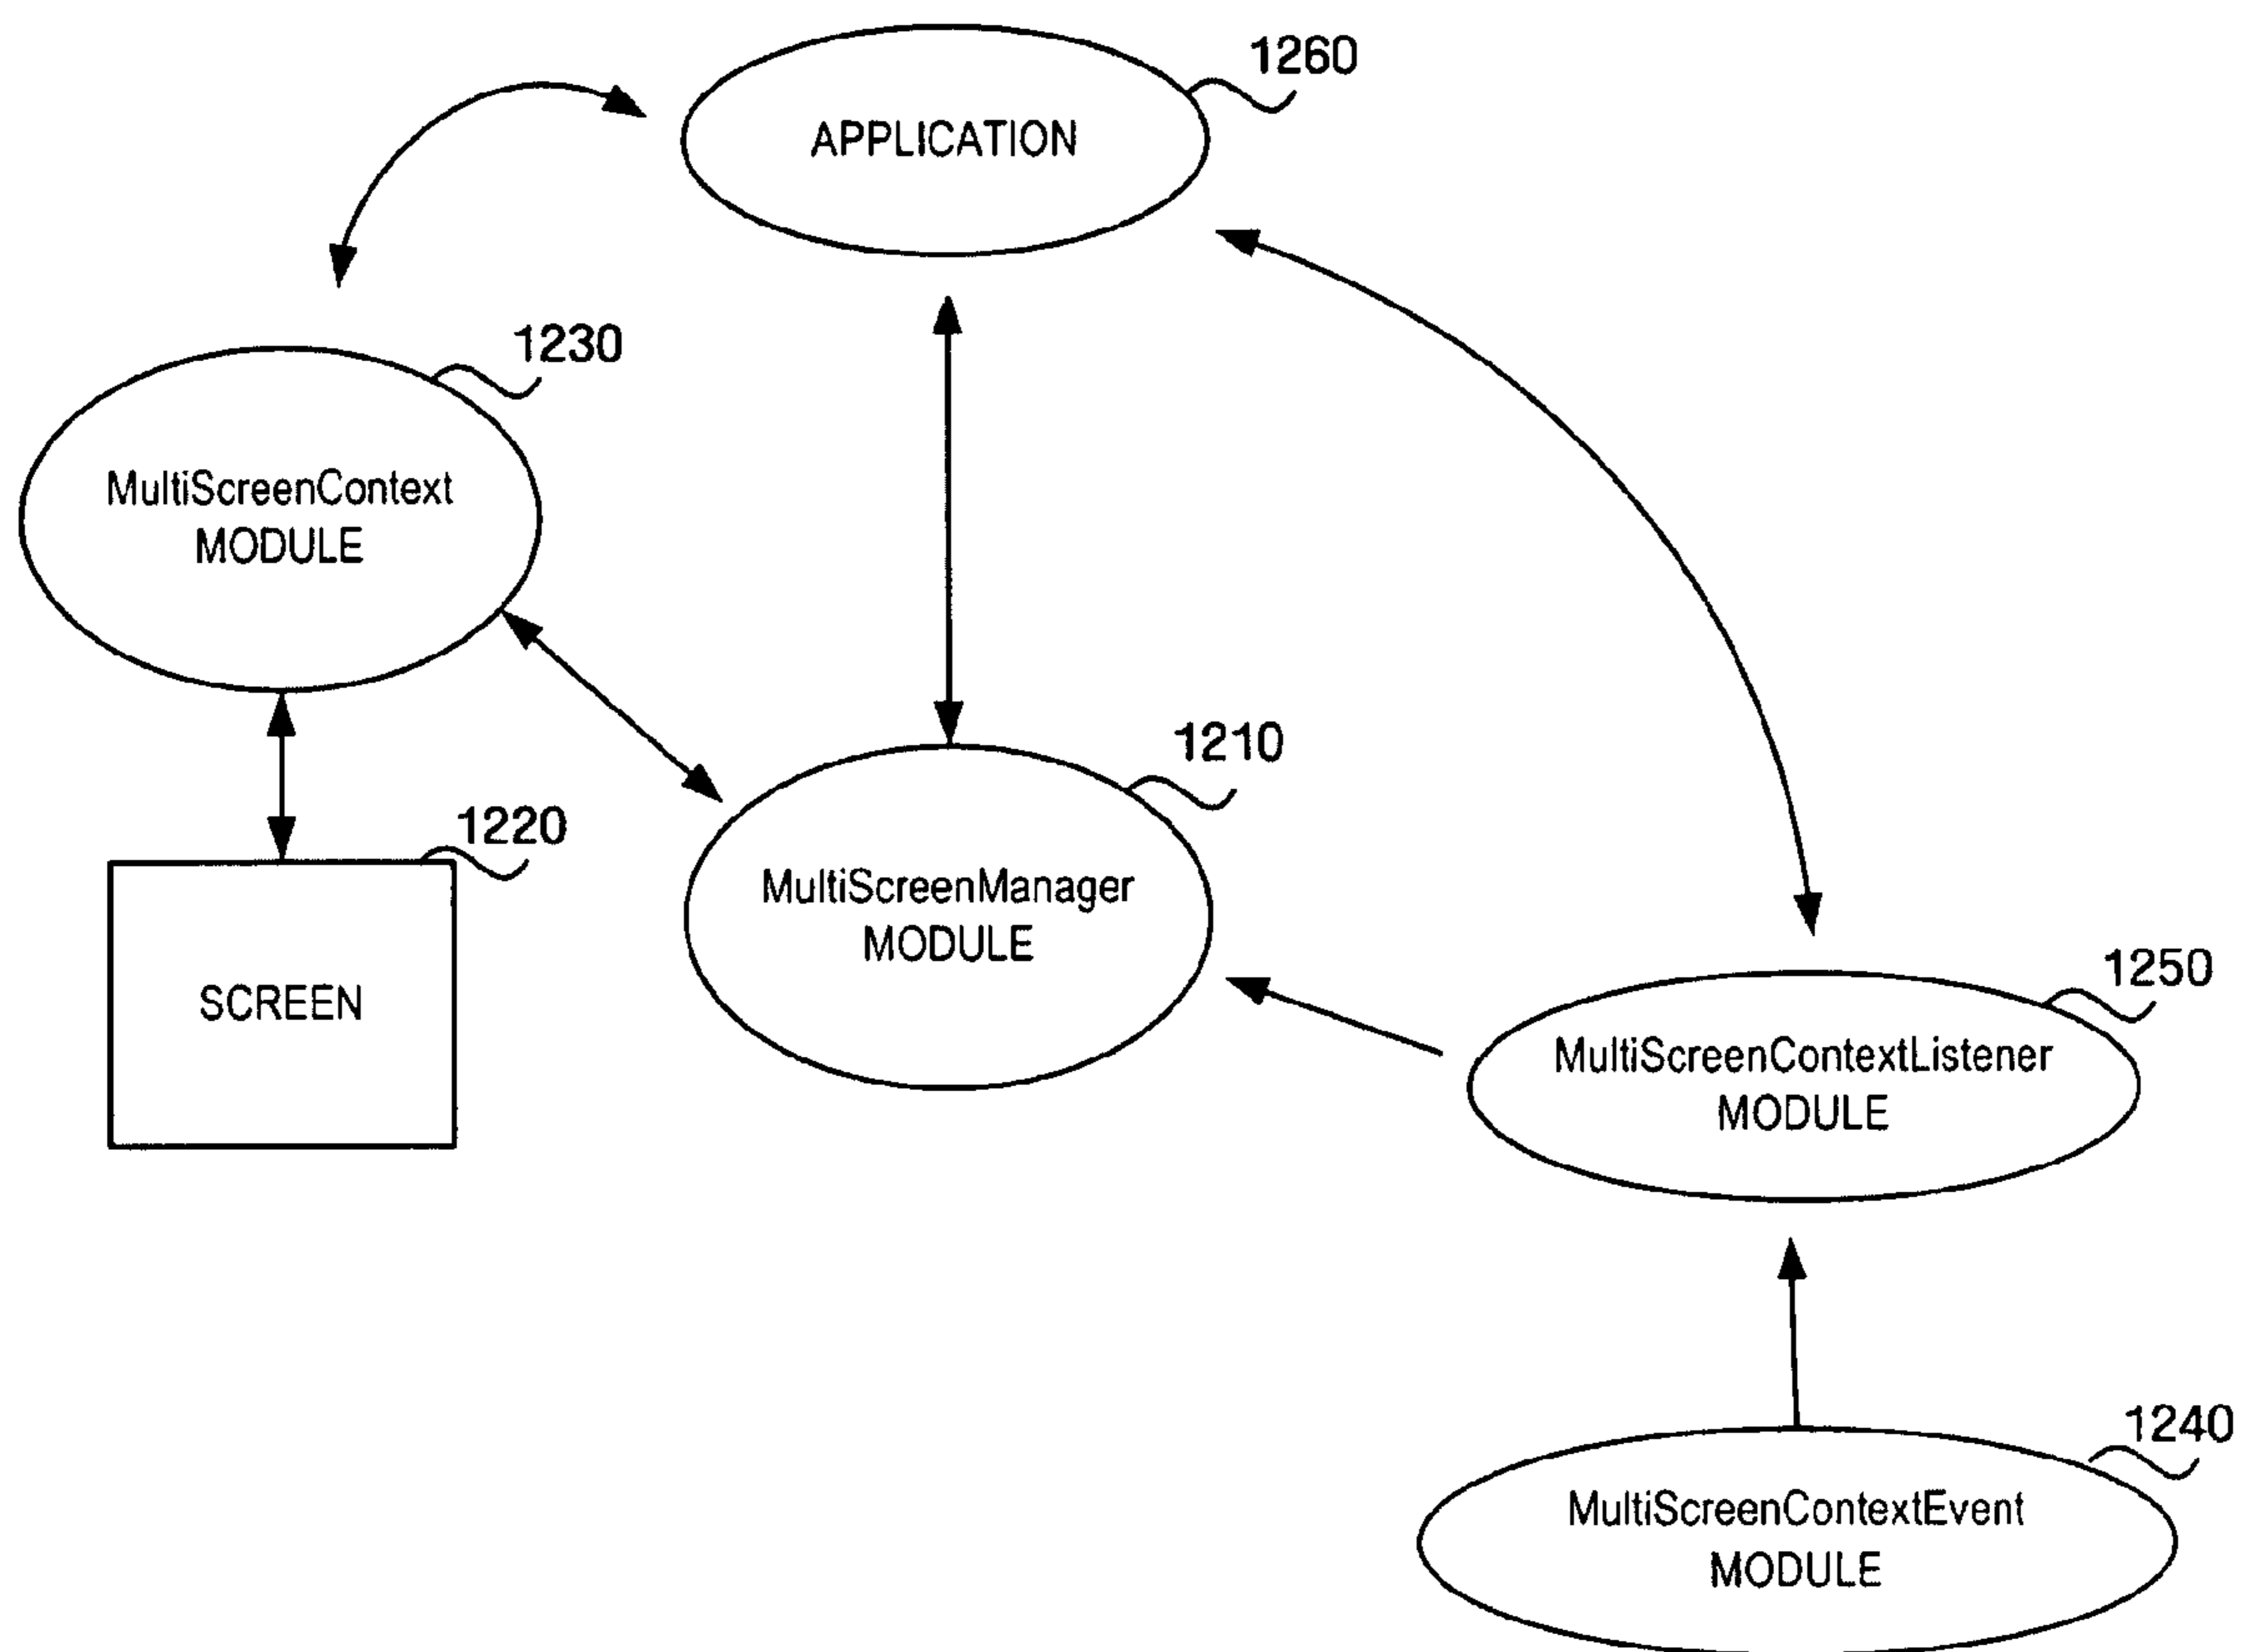 1260
APPLICATION
1230
MultiScreenContext
MODULE
1210
1220
MultiScreenManager
MODULE
SCREEN
1250
MultiScreenContextListener
MODULE
1240
MultiScreenContextEvent
MODULE